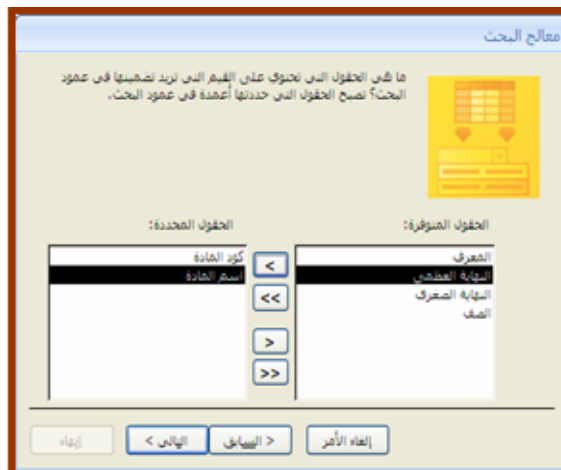 معالج البحث
ما هي الحقول التي تحتوي على القيم التي تريد تضمينها في عمود
البحث؟ تصبح الحقول التي حددتها أعمدة في عمود البحث.
الحقول المتوفرة:
المعرف
النهاية العظمى
النهاية الصغرى
الصف
>
>>
<
<<
الحقول المحددة:
كود المادة
اسم المادة
إلغاء الأمر
< السابق
التالي >
إنهاء